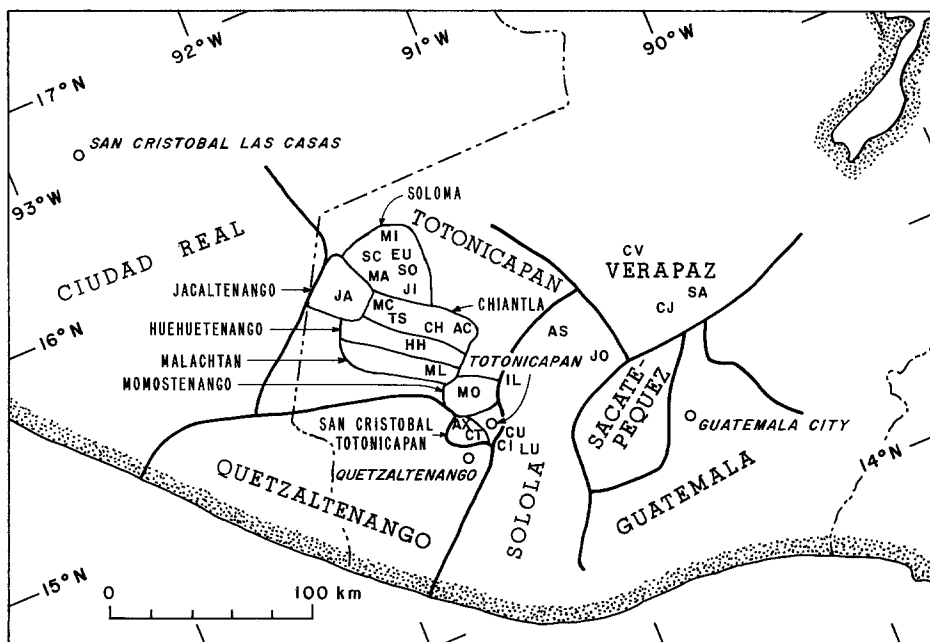 92°W
91°W
90°W
17°N
SAN CRISTOBAL LAS CASAS
93°W
SOLOMA
CIUDAD REAL
TOTONICAPAN
MI
SC EU
MA SO
JI
CV
VERAPAZ
SA
CJ
JACALTENANGO
JA
MC
TS
CHIANTLA
CH AC
AS
16°N
HUEHUETENANGO
HH
TOTONICAPAN
JO
MALACHTAN
ML
IL
MOMOSTENANGO
MO
SACATE
PEQUEZ
SAN CRISTOBAL
TOTONICAPAN
AX
CT
CU
CI LU
GUATEMALA CITY
QUETZALTENANGO
14°N
QUETZALTENANGO
SOLOLA
GUATEMALA
15°N
0 100 km